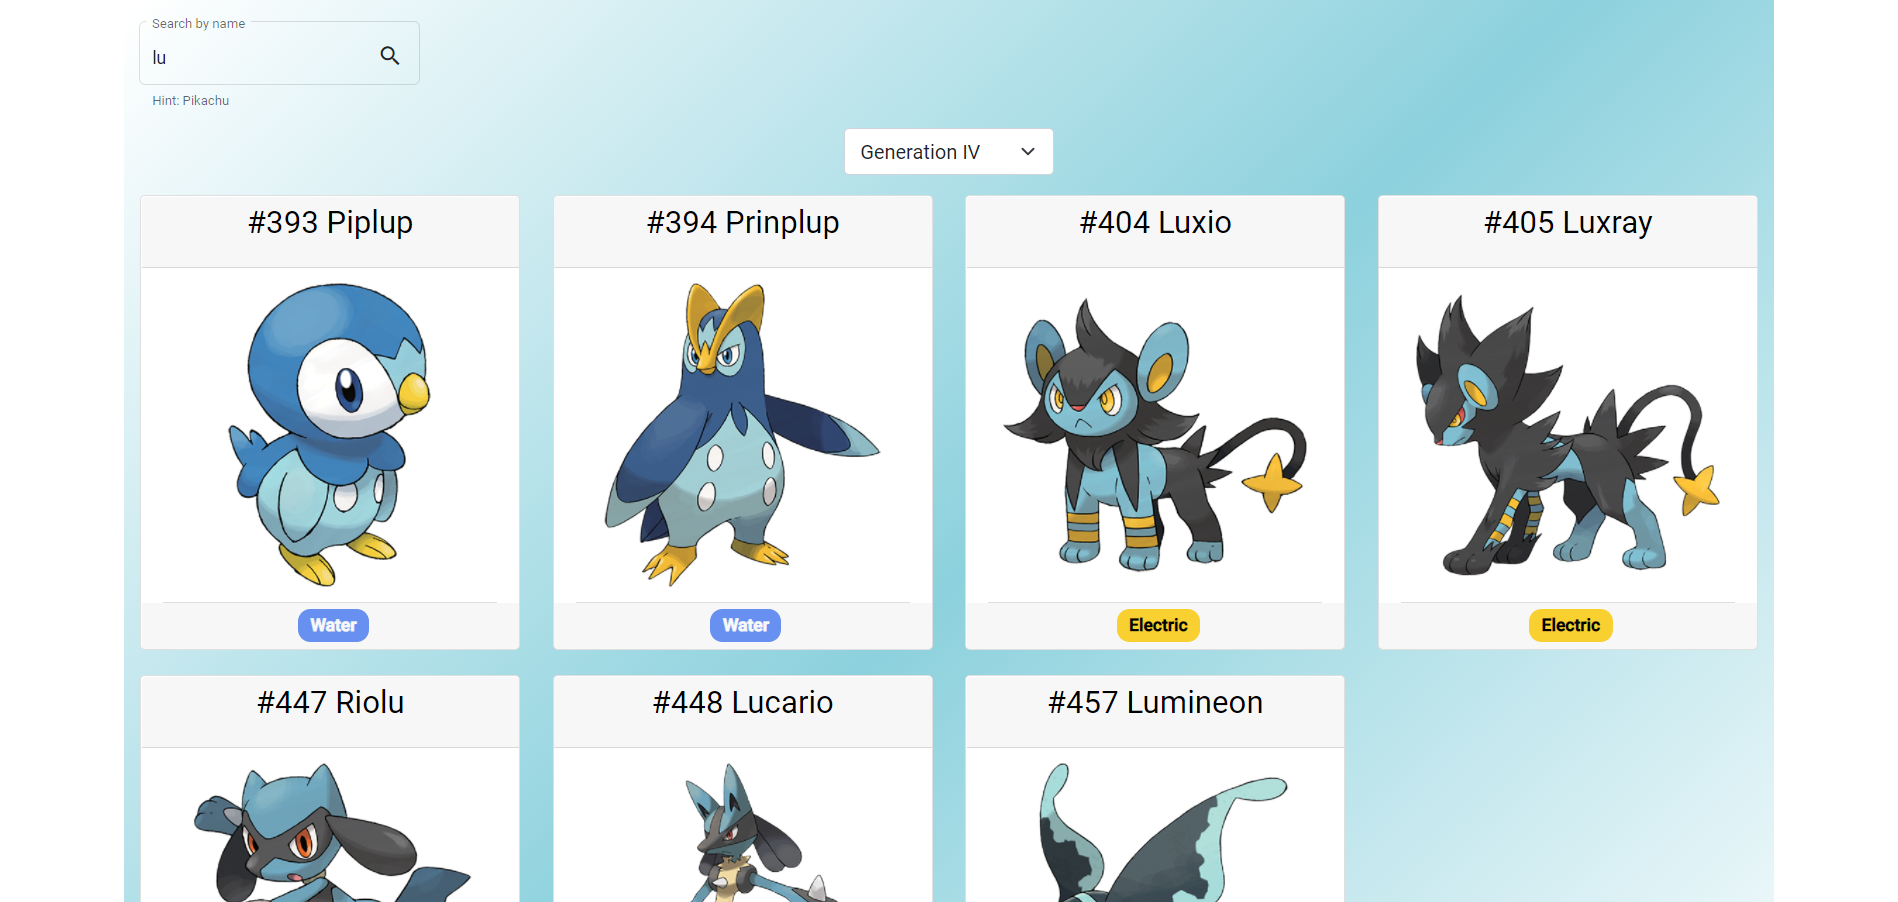 Search by name
lu
Hint: Pikachu
Generation IV
#393 Piplup
#394 Prinplup
#404 Luxio
#405 Luxray
Water
Water
Electric
Electric
#447 Riolu
#448 Lucario
#457 Lumineon